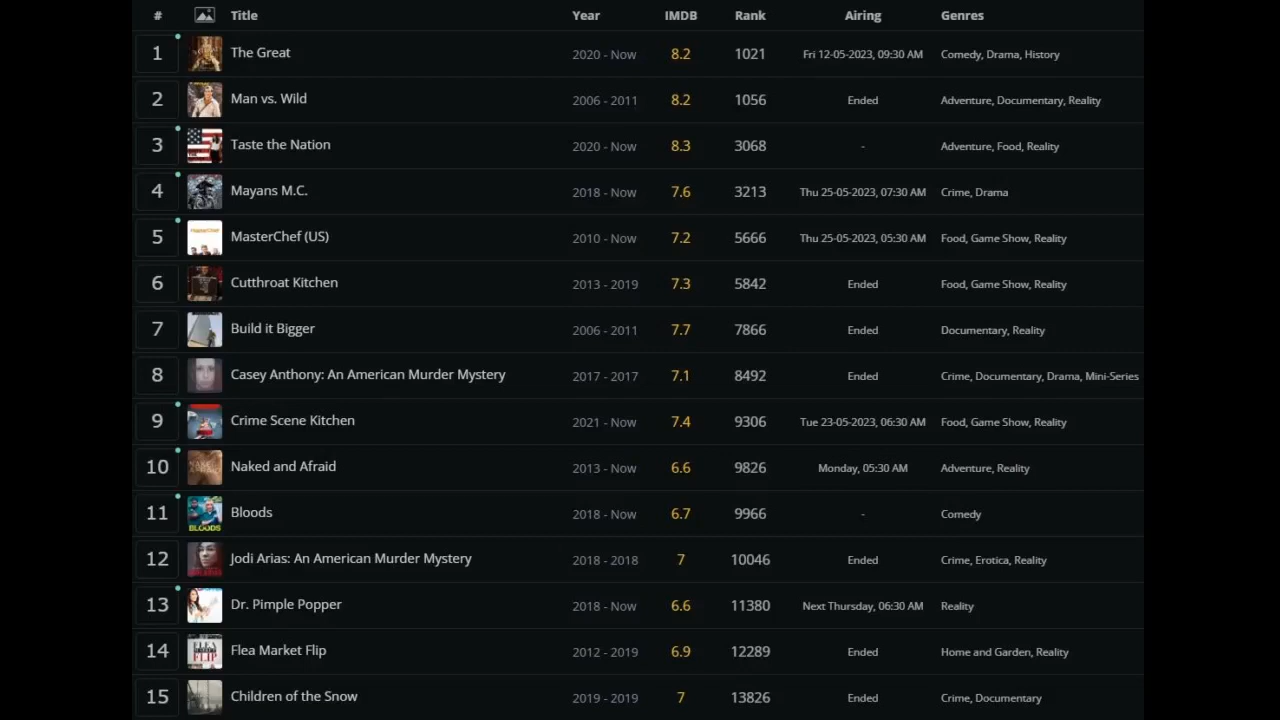 # Title Year IMDB Rank Airing Genres
1 The Great 2020 - Now 8.2 1021 Fri 12-05-2023, 09:30 AM Comedy, Drama, History
2 Man vs. Wild 2006 - 2011 8.2 1056 Ended Adventure, Documentary, Reality
3 Taste the Nation 2020 - Now 8.3 3068 - Adventure, Food, Reality
4 Mayans M.C. 2018 - Now 7.6 3213 Thu 25-05-2023, 07:30 AM Crime, Drama
5 MasterChef (US) 2010 - Now 7.2 5666 Thu 25-05-2023, 05:30 AM Food, Game Show, Reality
6 Cutthroat Kitchen 2013 - 2019 7.3 5842 Ended Food, Game Show, Reality
7 Build it Bigger 2006 - 2011 7.7 7866 Ended Documentary, Reality
8 Casey Anthony: An American Murder Mystery 2017 - 2017 7.1 8492 Ended Crime, Documentary, Drama, Mini-Series
9 Crime Scene Kitchen 2021 - Now 7.4 9306 Tue 23-05-2023, 06:30 AM Food, Game Show, Reality
10 Naked and Afraid 2013 - Now 6.6 9826 Monday, 05:30 AM Adventure, Reality
11 BLOODS Bloods 2018 - Now 6.7 9966 - Comedy
12 Jodi Arias: An American Murder Mystery 2018 - 2018 7 10046 Ended Crime, Erotica, Reality
13 Dr. Pimple Popper 2018 - Now 6.6 11380 Next Thursday, 06:30 AM Reality
14 FLEA FLIP Flea Market Flip 2012 - 2019 6.9 12289 Ended Home and Garden, Reality
15 Children of the Snow 2019 - 2019 7 13826 Ended Crime, Documentary